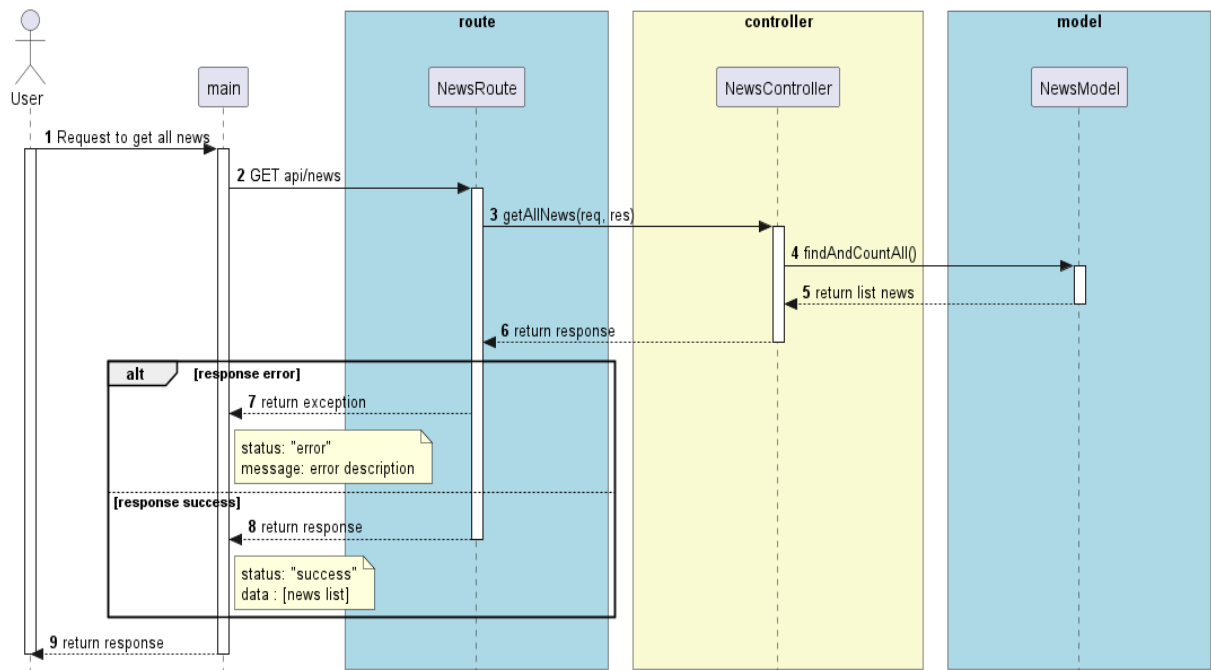 route
controller
model
User
main
NewsRoute
NewsController
NewsModel
1 Request to get all news
2 GET api/news
3 getAllNews(req, res)
4 findAndCountAll()
5 return list news
6 return response
alt [response error]
7 return exception
status: "error"
message: error description
[response success]
8 return response
status: "success"
data : [news list]
9 return response